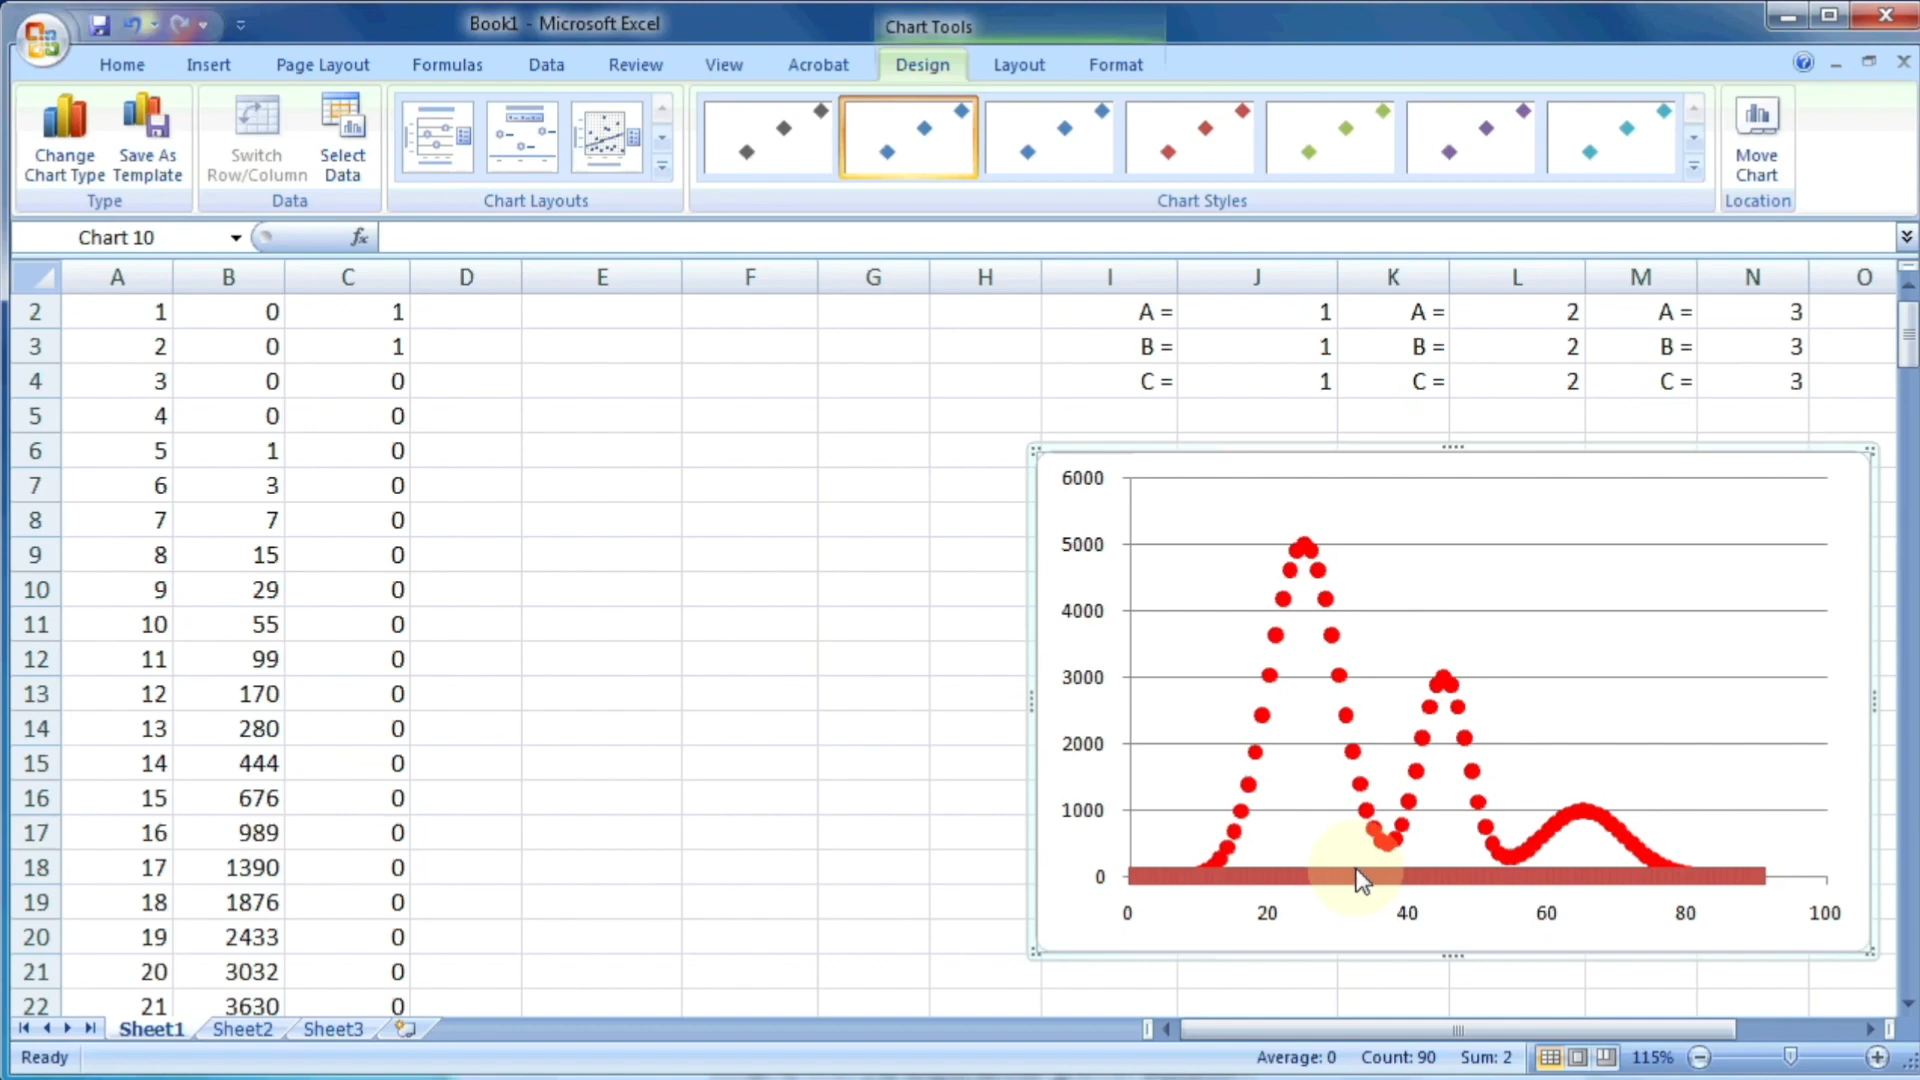 Book1 - Microsoft Excel
Chart Tools
Home Insert Page Layout Formulas Data Review View Acrobat Design Layout Format
Change Chart Type
Save As Template
Switch Row/Column
Select Data
Move Chart
Type Data Chart Layouts Chart Styles Location
Chart 10 fx
A B C D E F G H I J K L M N O
2 1 0 1 A = 1 A = 2 A = 3
3 2 0 1 B = 1 B = 2 B = 3
4 3 0 0 C = 1 C = 2 C = 3
5 4 0 0
6 5 1 0
7 6 3 0
8 7 7 0
9 8 15 0
10 9 29 0
11 10 55 0
12 11 99 0
13 12 170 0
14 13 280 0
15 14 444 0
16 15 676 0
17 16 989 0
18 17 1390 0
19 18 1876 0
20 19 2433 0
21 20 3032 0
22 21 3630 0
6000
5000
4000
3000
2000
1000
0
0 20 40 60 80 100
Sheet1 Sheet2 Sheet3
Ready Average: 0 Count: 90 Sum: 2 115%